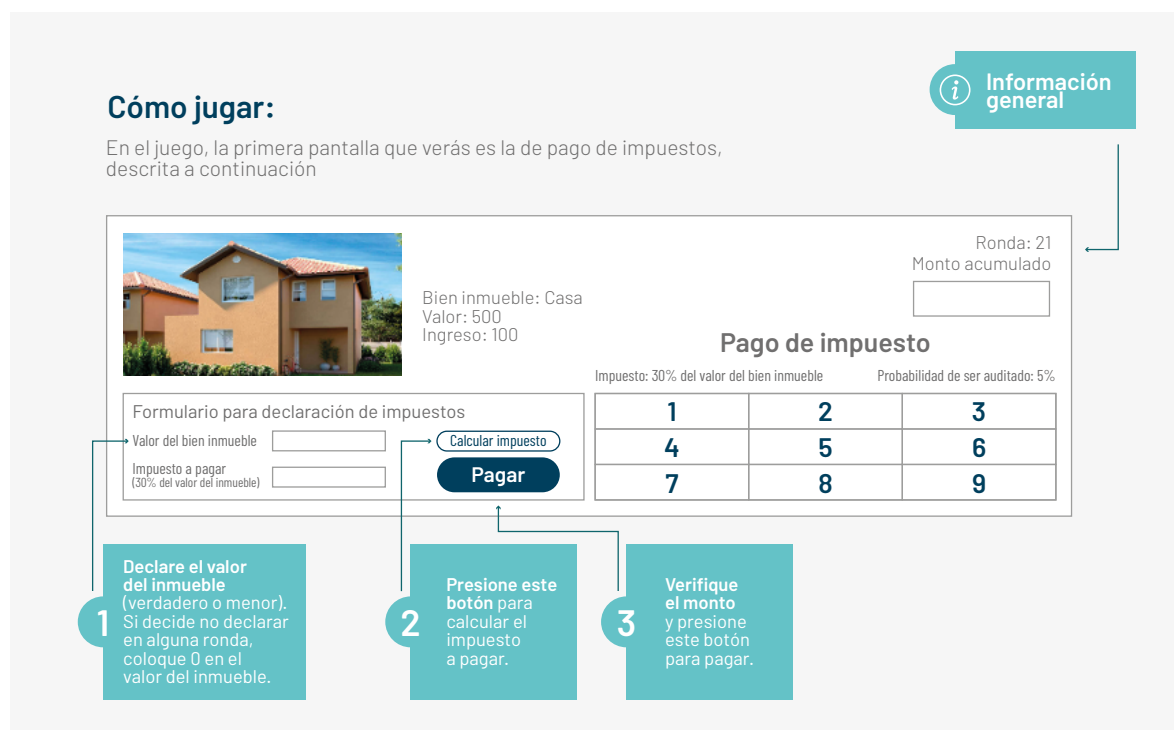 Información
general
Cómo jugar:
En el juego, la primera pantalla que verás es la de pago de impuestos,
descrita a continuación
Ronda: 21
Monto acumulado
Bien inmueble: Casa
Valor: 500
Ingreso: 100
Pago de impuesto
Impuesto: 30% del valor del bien inmueble
Probabilidad de ser auditado: 5%
1 2 3
4 5 6
7 8 9
Formulario para declaración de impuestos
Valor del bien inmueble
Calcular impuesto
Impuesto a pagar
(30% del valor del inmueble)
Pagar
1
Declare el valor
del inmueble
(verdadero o menor).
Si decide no declarar
en alguna ronda,
coloque 0 en el
valor del inmueble.
2
Presione este
botón para
calcular el
impuesto
a pagar.
3
Verifique
el monto
y presione
este botón
para pagar.